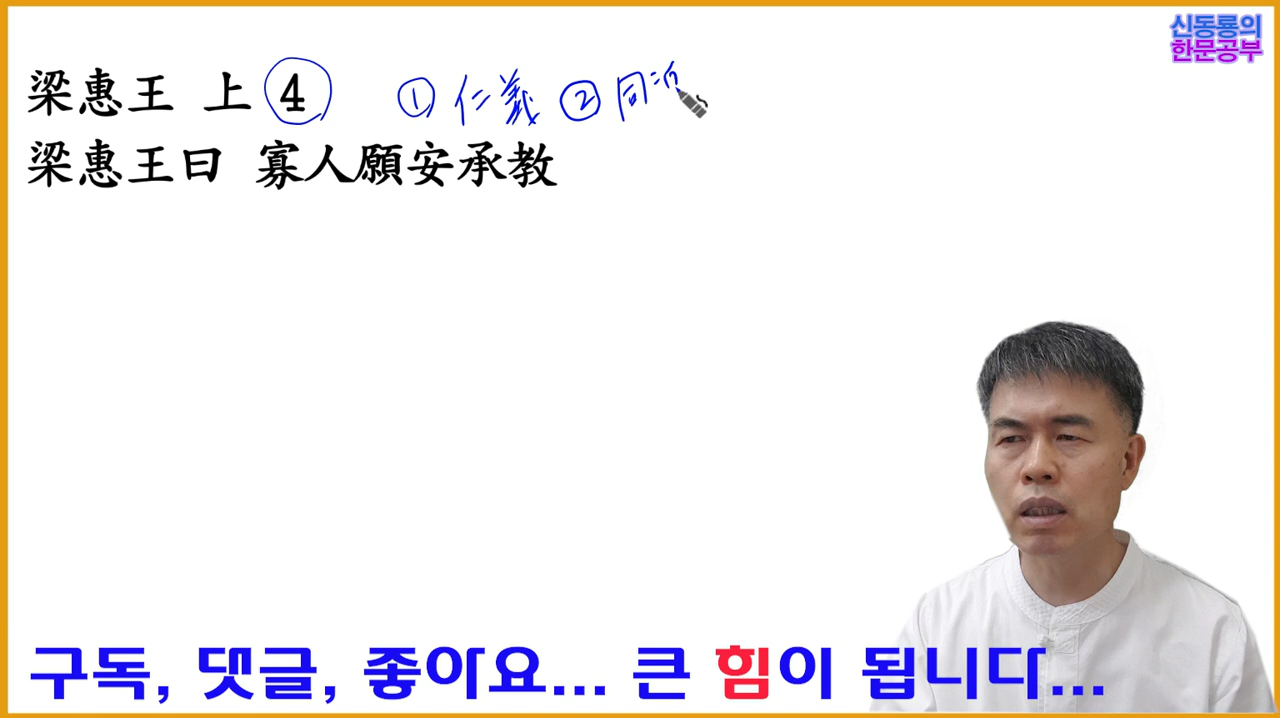 신동룡의
한문공부
梁惠王 上 4 ① 仁義 ② 同
梁惠王曰 寡人願安承教
구독, 댓글, 좋아요... 큰 힘이 됩니다...